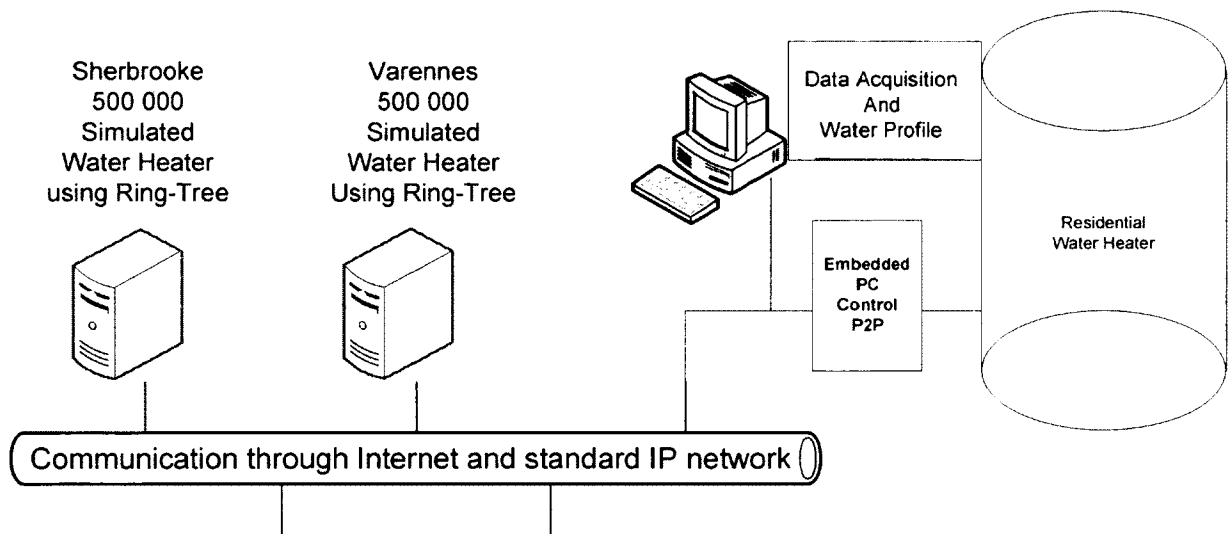 Sherbrooke
500 000
Simulated
Water Heater
using Ring-Tree
Varennes
500 000
Simulated
Water Heater
Using Ring-Tree
Data Acquisition
And
Water Profile
Embedded
PC
Control
P2P
Residential
Water Heater
Communication through Internet and standard IP network